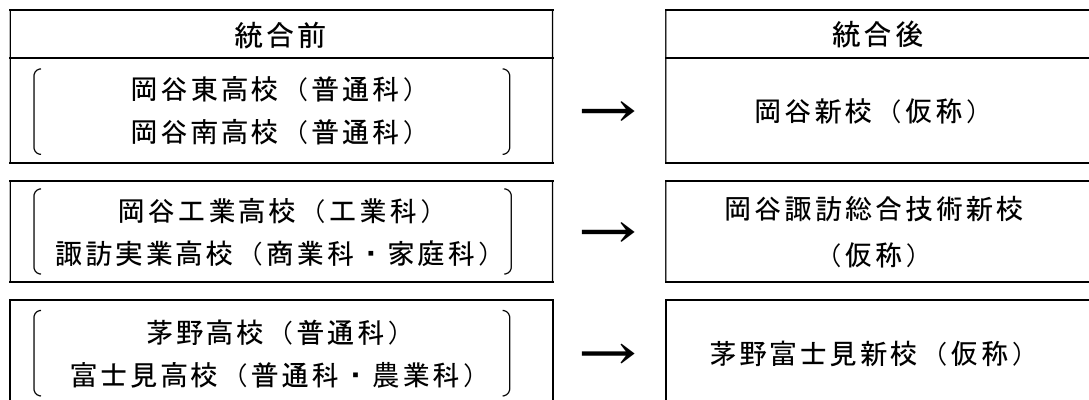 統合前
統合後
岡谷東高校（普通科）
岡谷南高校（普通科）
→
岡谷新校（仮称）
岡谷工業高校（工業科）
諏訪実業高校（商業科・家庭科）
→
岡谷諏訪総合技術新校
（仮称）
茅野高校（普通科）
富士見高校（普通科・農業科）
→
茅野富士見新校（仮称）